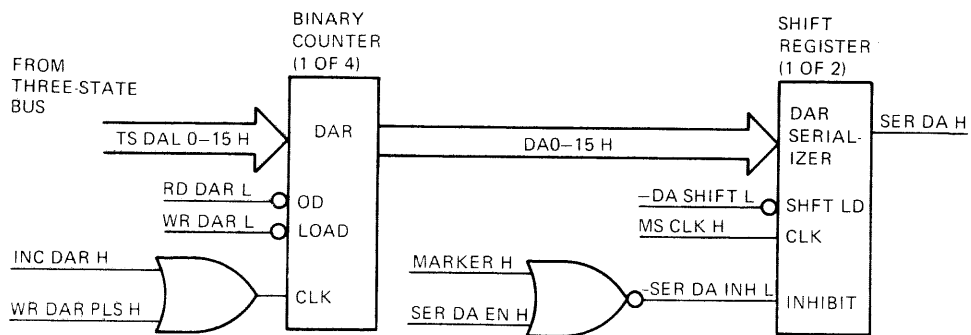 BINARY
COUNTER
(1 OF 4)
SHIFT
REGISTER
(1 OF 2)
FROM
THREE-STATE
BUS
DAR
TS DAL 0–15 H
DA0–15 H
DAR
SERIAL-
IZER
SER DA H
RD DAR L
OD
WR DAR L
LOAD
–DA SHIFT L
SHFT LD
MS CLK H
CLK
INC DAR H
WR DAR PLS H
CLK
MARKER H
SER DA EN H
–SER DA INH L
INHIBIT